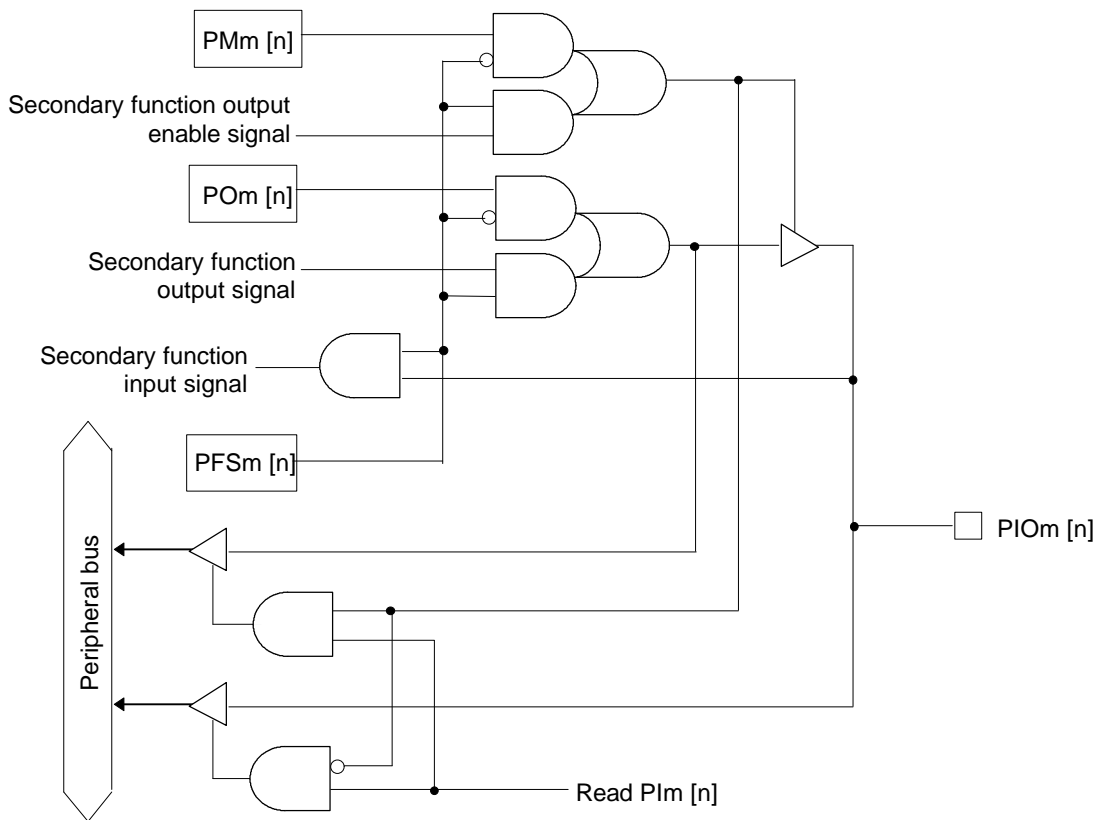 PMm [n]
Secondary function output
enable signal
POm [n]
Secondary function
output signal
Secondary function
input signal
PFSm [n]
PIOm [n]
Peripheral bus
Read PIm [n]